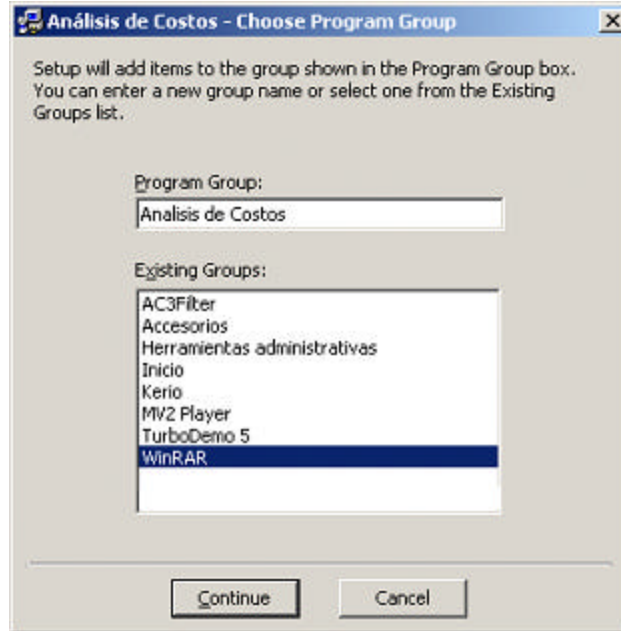 Análisis de Costos - Choose Program Group
Setup will add items to the group shown in the Program Group box.
You can enter a new group name or select one from the Existing
Groups list.
Program Group:
Analisis de Costos
Existing Groups:
AC3Filter
Accesorios
Herramientas administrativas
Inicio
Kerio
MV2 Player
TurboDemo 5
WinRAR
Continue
Cancel